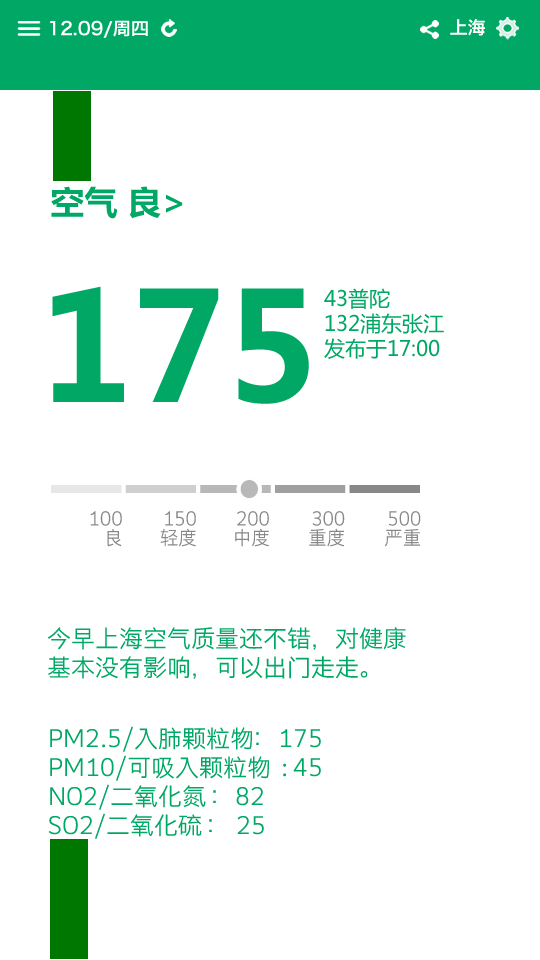 12.09/周四
上海
空气 良>
175
43普陀
132浦东张江
发布于17:00
100 150 200 300 500
良 轻度 中度 重度 严重
今早上海空气质量还不错，对健康
基本没有影响，可以出门走走。
PM2.5/入肺颗粒物： 175
PM10/可吸入颗粒物 : 45
NO2/二氧化氮： 82
SO2/二氧化硫： 25